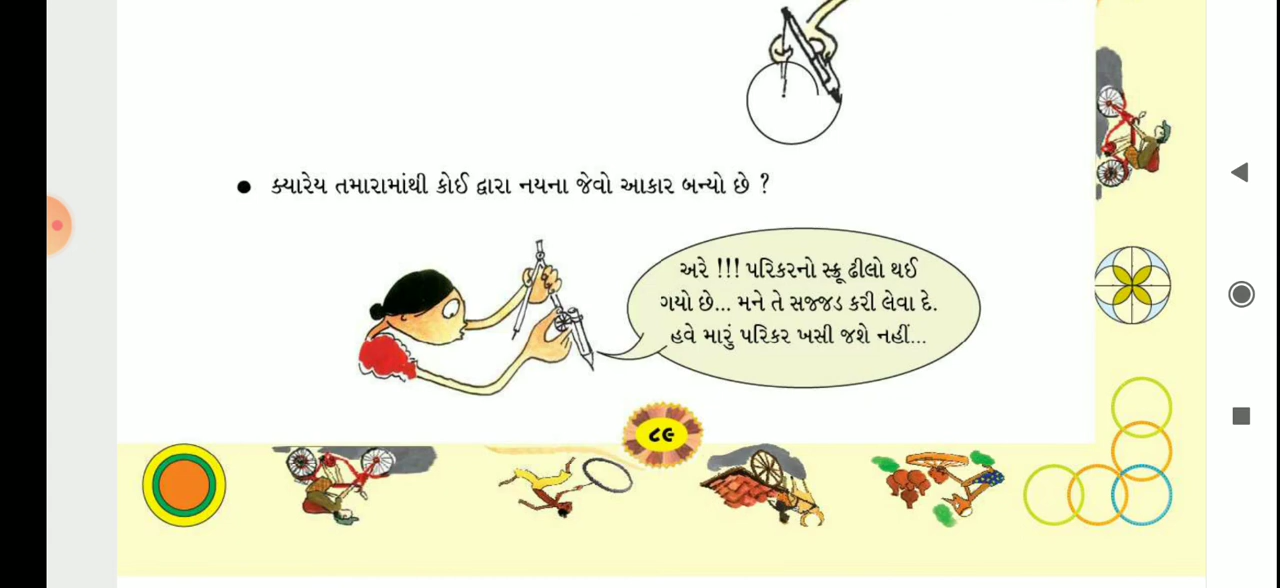 ● ક્યારેય તમારામાંથી કોઈ દ્વારા નયના જેવો આકાર બન્યો છે ?
અરે !!! પરિકરનો સ્ક્રૂ ઢીલો થઈ
ગયો છે... મને તે સજ્જડ કરી લેવા દે.
હવે મારું પરિકર ખસી જશે નહીં...
૮૯